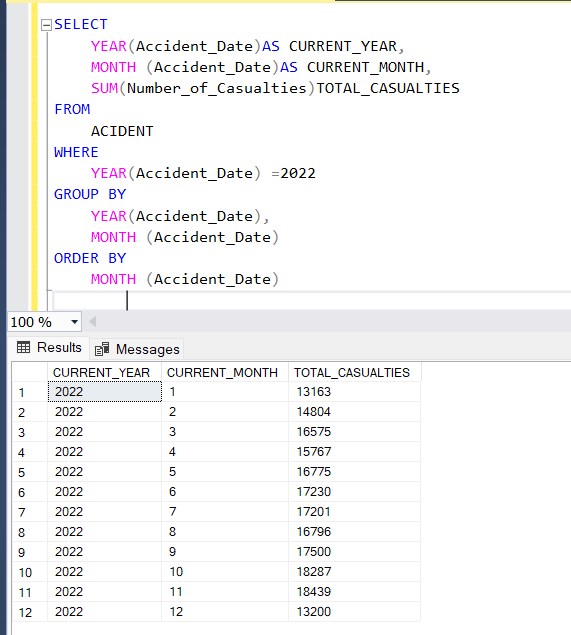 SELECT
YEAR(Accident_Date)AS CURRENT_YEAR,
MONTH (Accident_Date)AS CURRENT_MONTH,
SUM(Number_of_Casualties)TOTAL_CASUALTIES
FROM
ACIDENT
WHERE
YEAR(Accident_Date) =2022
GROUP BY
YEAR(Accident_Date),
MONTH (Accident_Date)
ORDER BY
MONTH (Accident_Date)
100 %
Results Messages
CURRENT_YEAR CURRENT_MONTH TOTAL_CASUALTIES
1 2022 1 13163
2 2022 2 14804
3 2022 3 16575
4 2022 4 15767
5 2022 5 16775
6 2022 6 17230
7 2022 7 17201
8 2022 8 16796
9 2022 9 17500
10 2022 10 18287
11 2022 11 18439
12 2022 12 13200